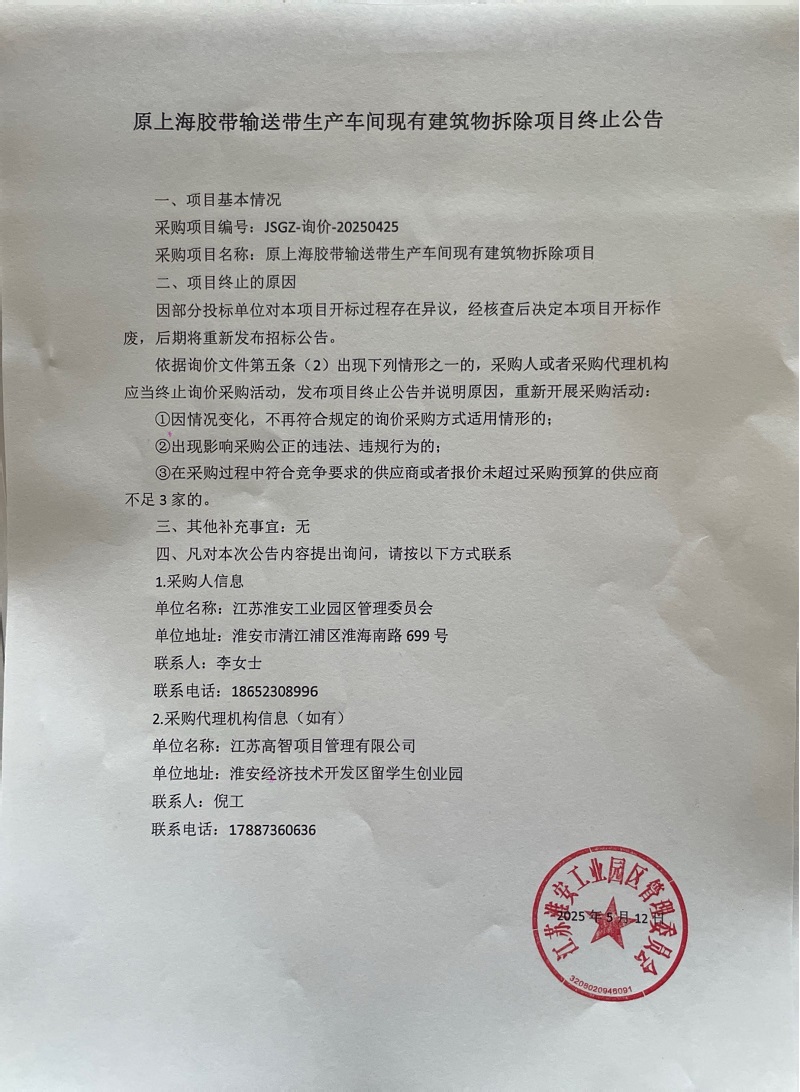 原上海胶带输送带生产车间现有建筑物拆除项目终止公告
一、项目基本情况
采购项目编号：JSGZ-询价-20250425
采购项目名称：原上海胶带输送带生产车间现有建筑物拆除项目
二、项目终止的原因
因部分投标单位对本项目开标过程存在异议，经核查后决定本项目开标作
废，后期将重新发布招标公告。
依据询价文件第五条（2）出现下列情形之一的，采购人或者采购代理机构
应当终止询价采购活动，发布项目终止公告并说明原因，重新开展采购活动：
①因情况变化，不再符合规定的询价采购方式适用情形的；
②出现影响采购公正的违法、违规行为的；
③在采购过程中符合竞争要求的供应商或者报价未超过采购预算的供应商
不足 3 家的。
三、其他补充事宜：无
四、凡对本次公告内容提出询问，请按以下方式联系
1.采购人信息
单位名称：江苏淮安工业园区管理委员会
单位地址：淮安市清江浦区淮海南路 699 号
联系人：李女士
联系电话：18652308996
2.采购代理机构信息（如有）
单位名称：江苏高智项目管理有限公司
单位地址：淮安经济技术开发区留学生创业园
联系人：倪工
联系电话：17887360636
江苏淮安工业园区管理委员会
2025 年 5 月 12 日
3208020946091